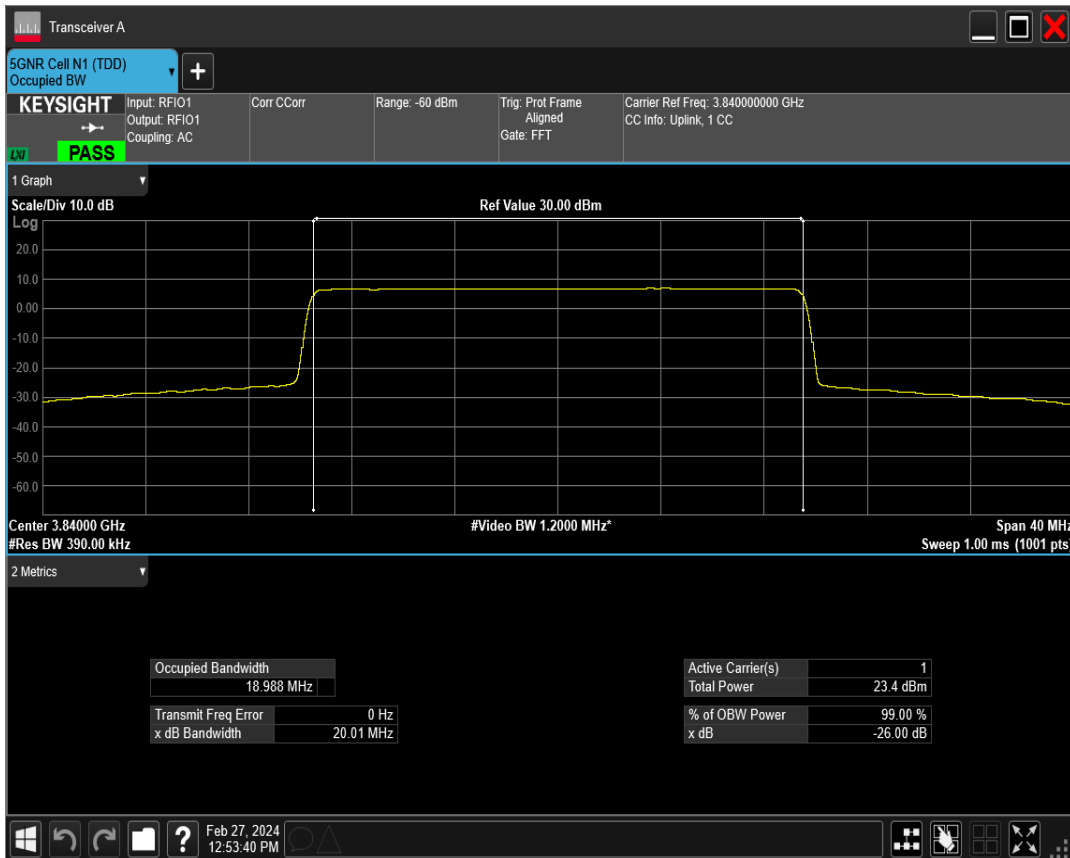 Transceiver A
5GNR Cell N1 (TDD)
Occupied BW
+
KEYSIGHT
LXI
PASS
Input: RFIO1
Output: RFIO1
Coupling: AC
Corr CCorr
Range: -60 dBm
Trig: Prot Frame
Aligned
Gate: FFT
Carrier Ref Freq: 3.840000000 GHz
CC Info: Uplink, 1 CC
1 Graph
Scale/Div 10.0 dB
Ref Value 30.00 dBm
Log
20.0
10.0
0.00
-10.0
-20.0
-30.0
-40.0
-50.0
-60.0
Center 3.84000 GHz
#Video BW 1.2000 MHz*
Span 40 MHz
#Res BW 390.00 kHz
Sweep 1.00 ms (1001 pts)
2 Metrics
Occupied Bandwidth
18.988 MHz
Transmit Freq Error 0 Hz
x dB Bandwidth 20.01 MHz
Active Carrier(s) 1
Total Power 23.4 dBm
% of OBW Power 99.00 %
x dB -26.00 dB
?
Feb 27, 2024
12:53:40 PM